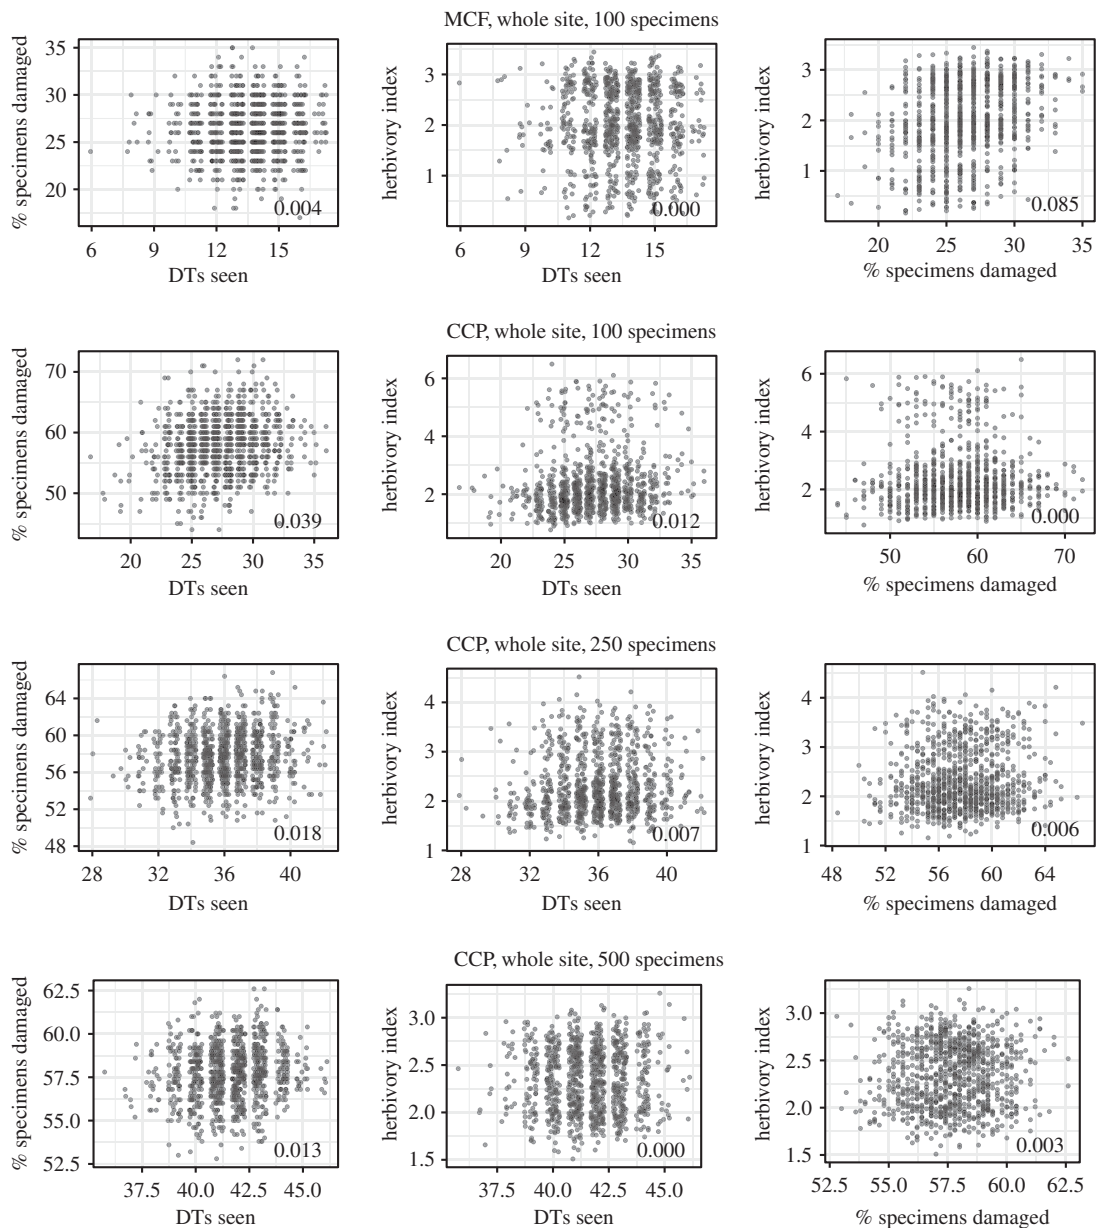 MCF, whole site, 100 specimens
% specimens damaged
35
30
25
20
0.004
6 9 12 15
DTs seen
herbivory index
3
2
1
0.000
6 9 12 15
DTs seen
herbivory index
3
2
1
0.085
20 25 30 35
% specimens damaged
CCP, whole site, 100 specimens
% specimens damaged
70
60
50
0.039
20 25 30 35
DTs seen
herbivory index
6
4
2
0.012
20 25 30 35
DTs seen
herbivory index
6
4
2
0.000
50 60 70
% specimens damaged
CCP, whole site, 250 specimens
% specimens damaged
64
60
56
52
48
0.018
28 32 36 40
DTs seen
herbivory index
4
3
2
1
0.007
28 32 36 40
DTs seen
herbivory index
4
3
2
1
0.006
48 52 56 60 64
% specimens damaged
CCP, whole site, 500 specimens
% specimens damaged
62.5
60.0
57.5
55.0
52.5
0.013
37.5 40.0 42.5 45.0
DTs seen
herbivory index
3.0
2.5
2.0
1.5
0.000
37.5 40.0 42.5 45.0
DTs seen
herbivory index
3.0
2.5
2.0
1.5
0.003
52.5 55.0 57.5 60.0 62.5
% specimens damaged